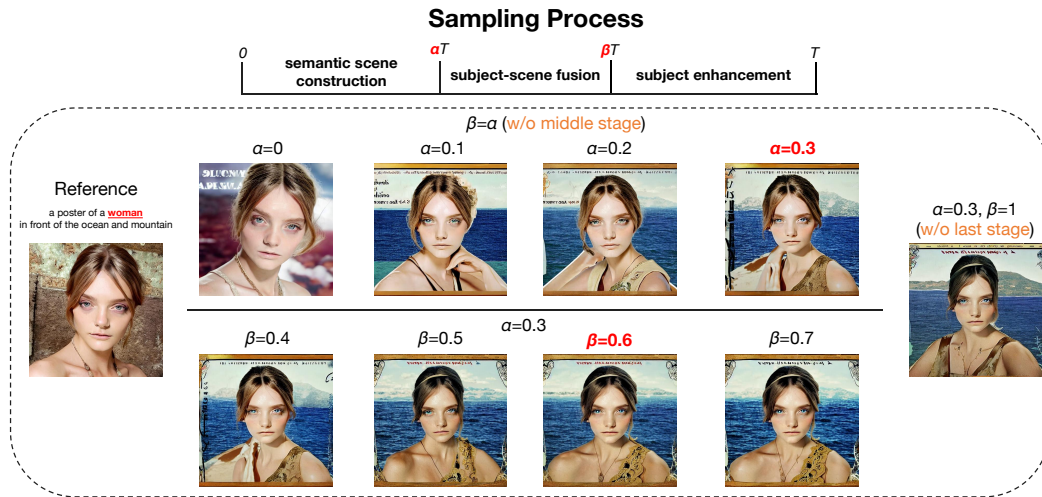 Sampling Process
0
αT
βT
T
semantic scene
construction
subject-scene fusion
subject enhancement
β=α (w/o middle stage)
α=0
α=0.1
α=0.2
α=0.3
Reference
a poster of a woman
in front of the ocean and mountain
α=0.3, β=1
(w/o last stage)
α=0.3
β=0.4
β=0.5
β=0.6
β=0.7